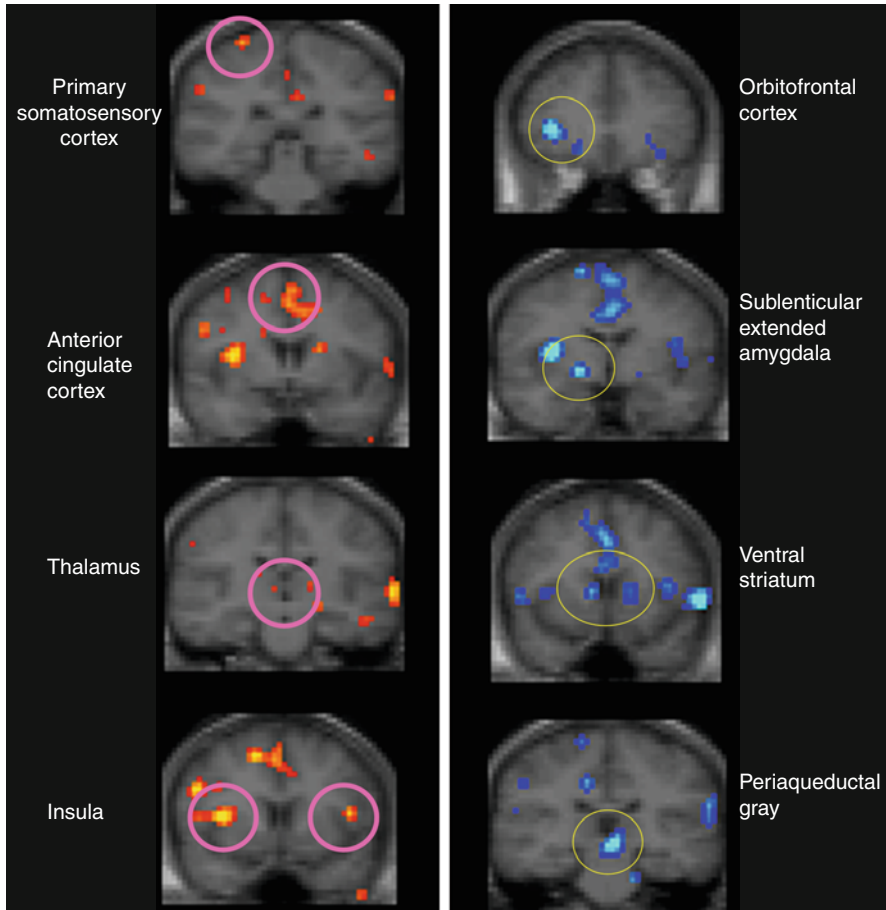 Primary
somatosensory
cortex
Anterior
cingulate
cortex
Thalamus
Insula
Orbitofrontal
cortex
Sublenticular
extended
amygdala
Ventral
striatum
Periaqueductal
gray